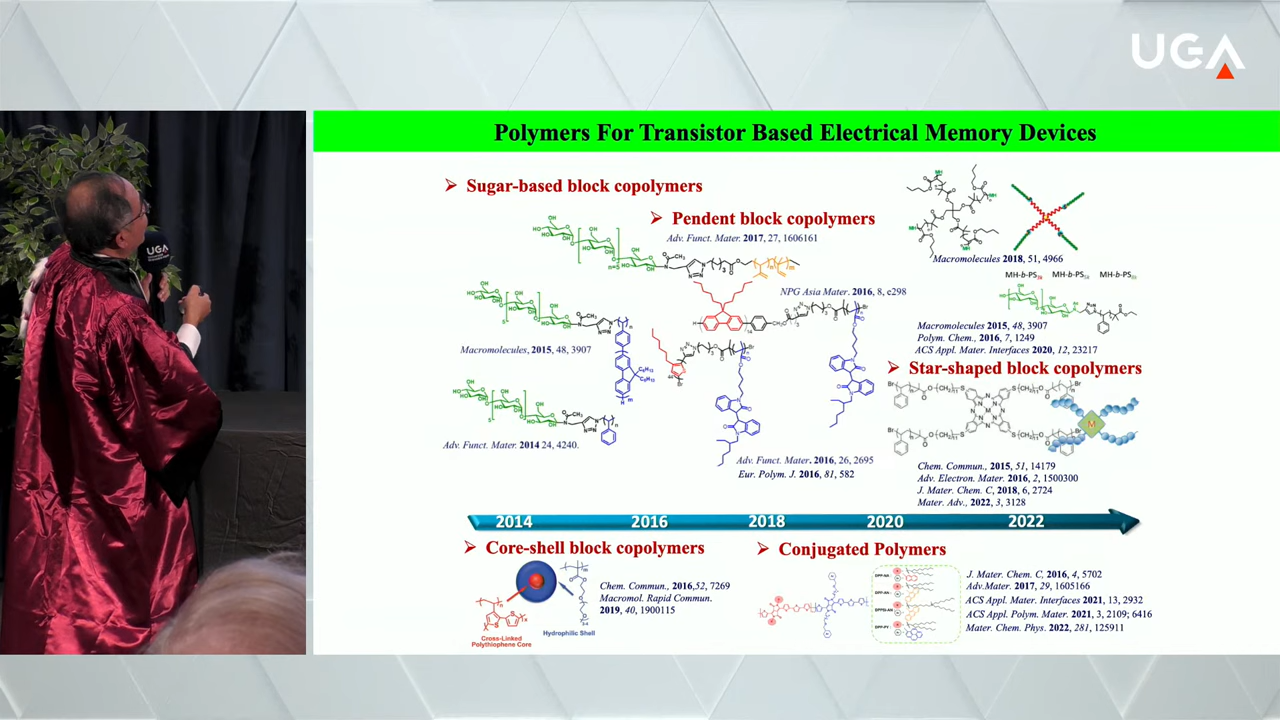 UGA
UGA
Polymers For Transistor Based Electrical Memory Devices
Sugar-based block copolymers
Pendent block copolymers
Adv. Funct. Mater. 2017, 27, 1606161
NPG Asia Mater. 2016, 8, c298
Macromolecules, 2015, 48, 3907
Adv. Funct. Mater. 2014 24, 4240.
Adv. Funct. Mater. 2016, 26, 2695
Eur. Polym. J. 2016, 81, 582
Macromolecules 2018, 51, 4966
Macromolecules 2015, 48, 3907
Polym. Chem., 2016, 7, 1249
ACS Appl. Mater. Interfaces 2020, 12, 23217
Star-shaped block copolymers
M
Chem. Commun., 2015, 51, 14179
Adv. Electron. Mater. 2016, 2, 1500300
J. Mater. Chem. C, 2018, 6, 2724
Mater. Adv., 2022, 3, 3128
2014 2016 2018 2020 2022
Core-shell block copolymers
Chem. Commun., 2016,52, 7269
Macromol. Rapid Commun.
2019, 40, 1900115
Cross-Linked
Polythiophene Core
Hydrophilic Shell
Conjugated Polymers
J. Mater. Chem. C, 2016, 4, 5702
Adv.Mater. 2017, 29, 1605166
ACS Appl. Mater. Interfaces 2021, 13, 2932
ACS Appl. Polym. Mater. 2021, 3, 2109; 6416
Mater. Chem. Phys. 2022, 281, 125911